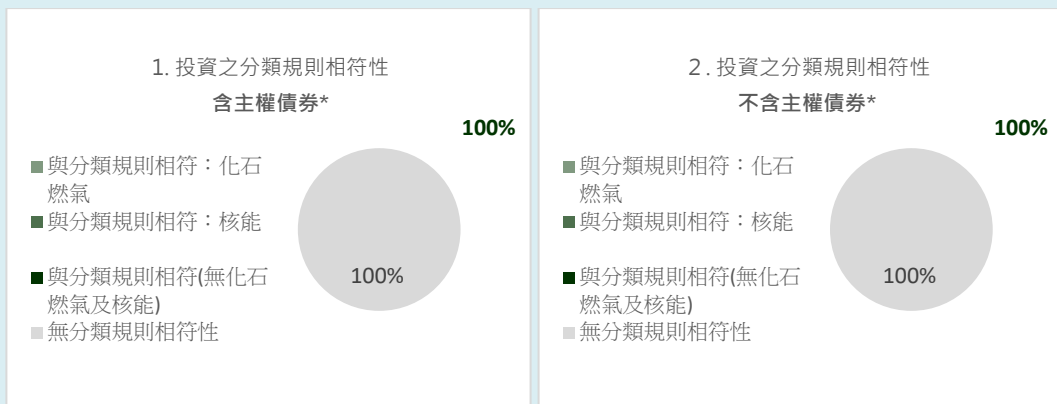 1. 投資之分類規則相符性
含主權債券*
100%
與分類規則相符：化石
燃氣
與分類規則相符：核能
與分類規則相符(無化石
燃氣及核能)
無分類規則相符性
100%
2. 投資之分類規則相符性
不含主權債券*
100%
與分類規則相符：化石
燃氣
與分類規則相符：核能
與分類規則相符(無化石
燃氣及核能)
無分類規則相符性
100%